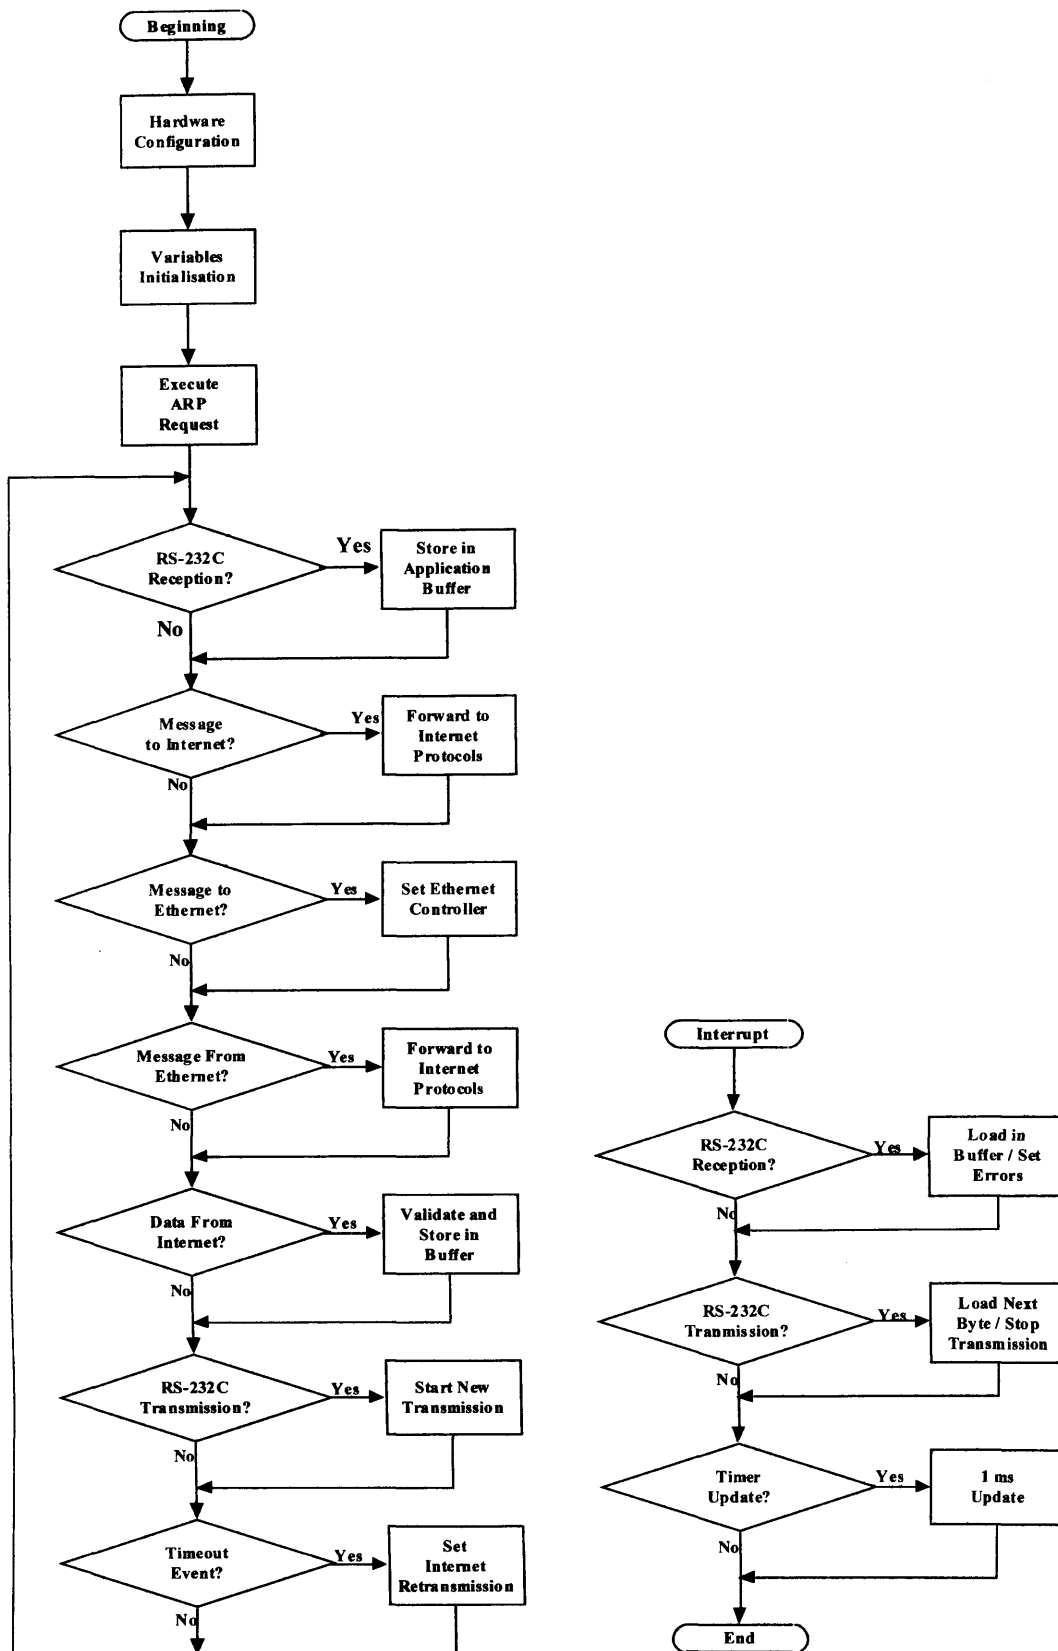 Beginning
Hardware
Configuration
Variables
Initialisation
Execute
ARP
Request
RS-232C
Reception?
Yes
Store in
Application
Buffer
No
Message
to Internet?
Yes
Forward to
Internet
Protocols
No
Message to
Ethernet?
Yes
Set Ethernet
Controller
No
Message From
Ethernet?
Yes
Forward to
Internet
Protocols
No
Data From
Internet?
Yes
Validate and
Store in
Buffer
No
RS-232C
Transmission?
Yes
Start New
Transmission
No
Timeout
Event?
Yes
Set
Internet
Retransmission
No
Interrupt
RS-232C
Reception?
Yes
Load in
Buffer / Set
Errors
No
RS-232C
Tranmission?
Yes
Load Next
Byte / Stop
Transmission
No
Timer
Update?
Yes
1 ms
Update
No
End